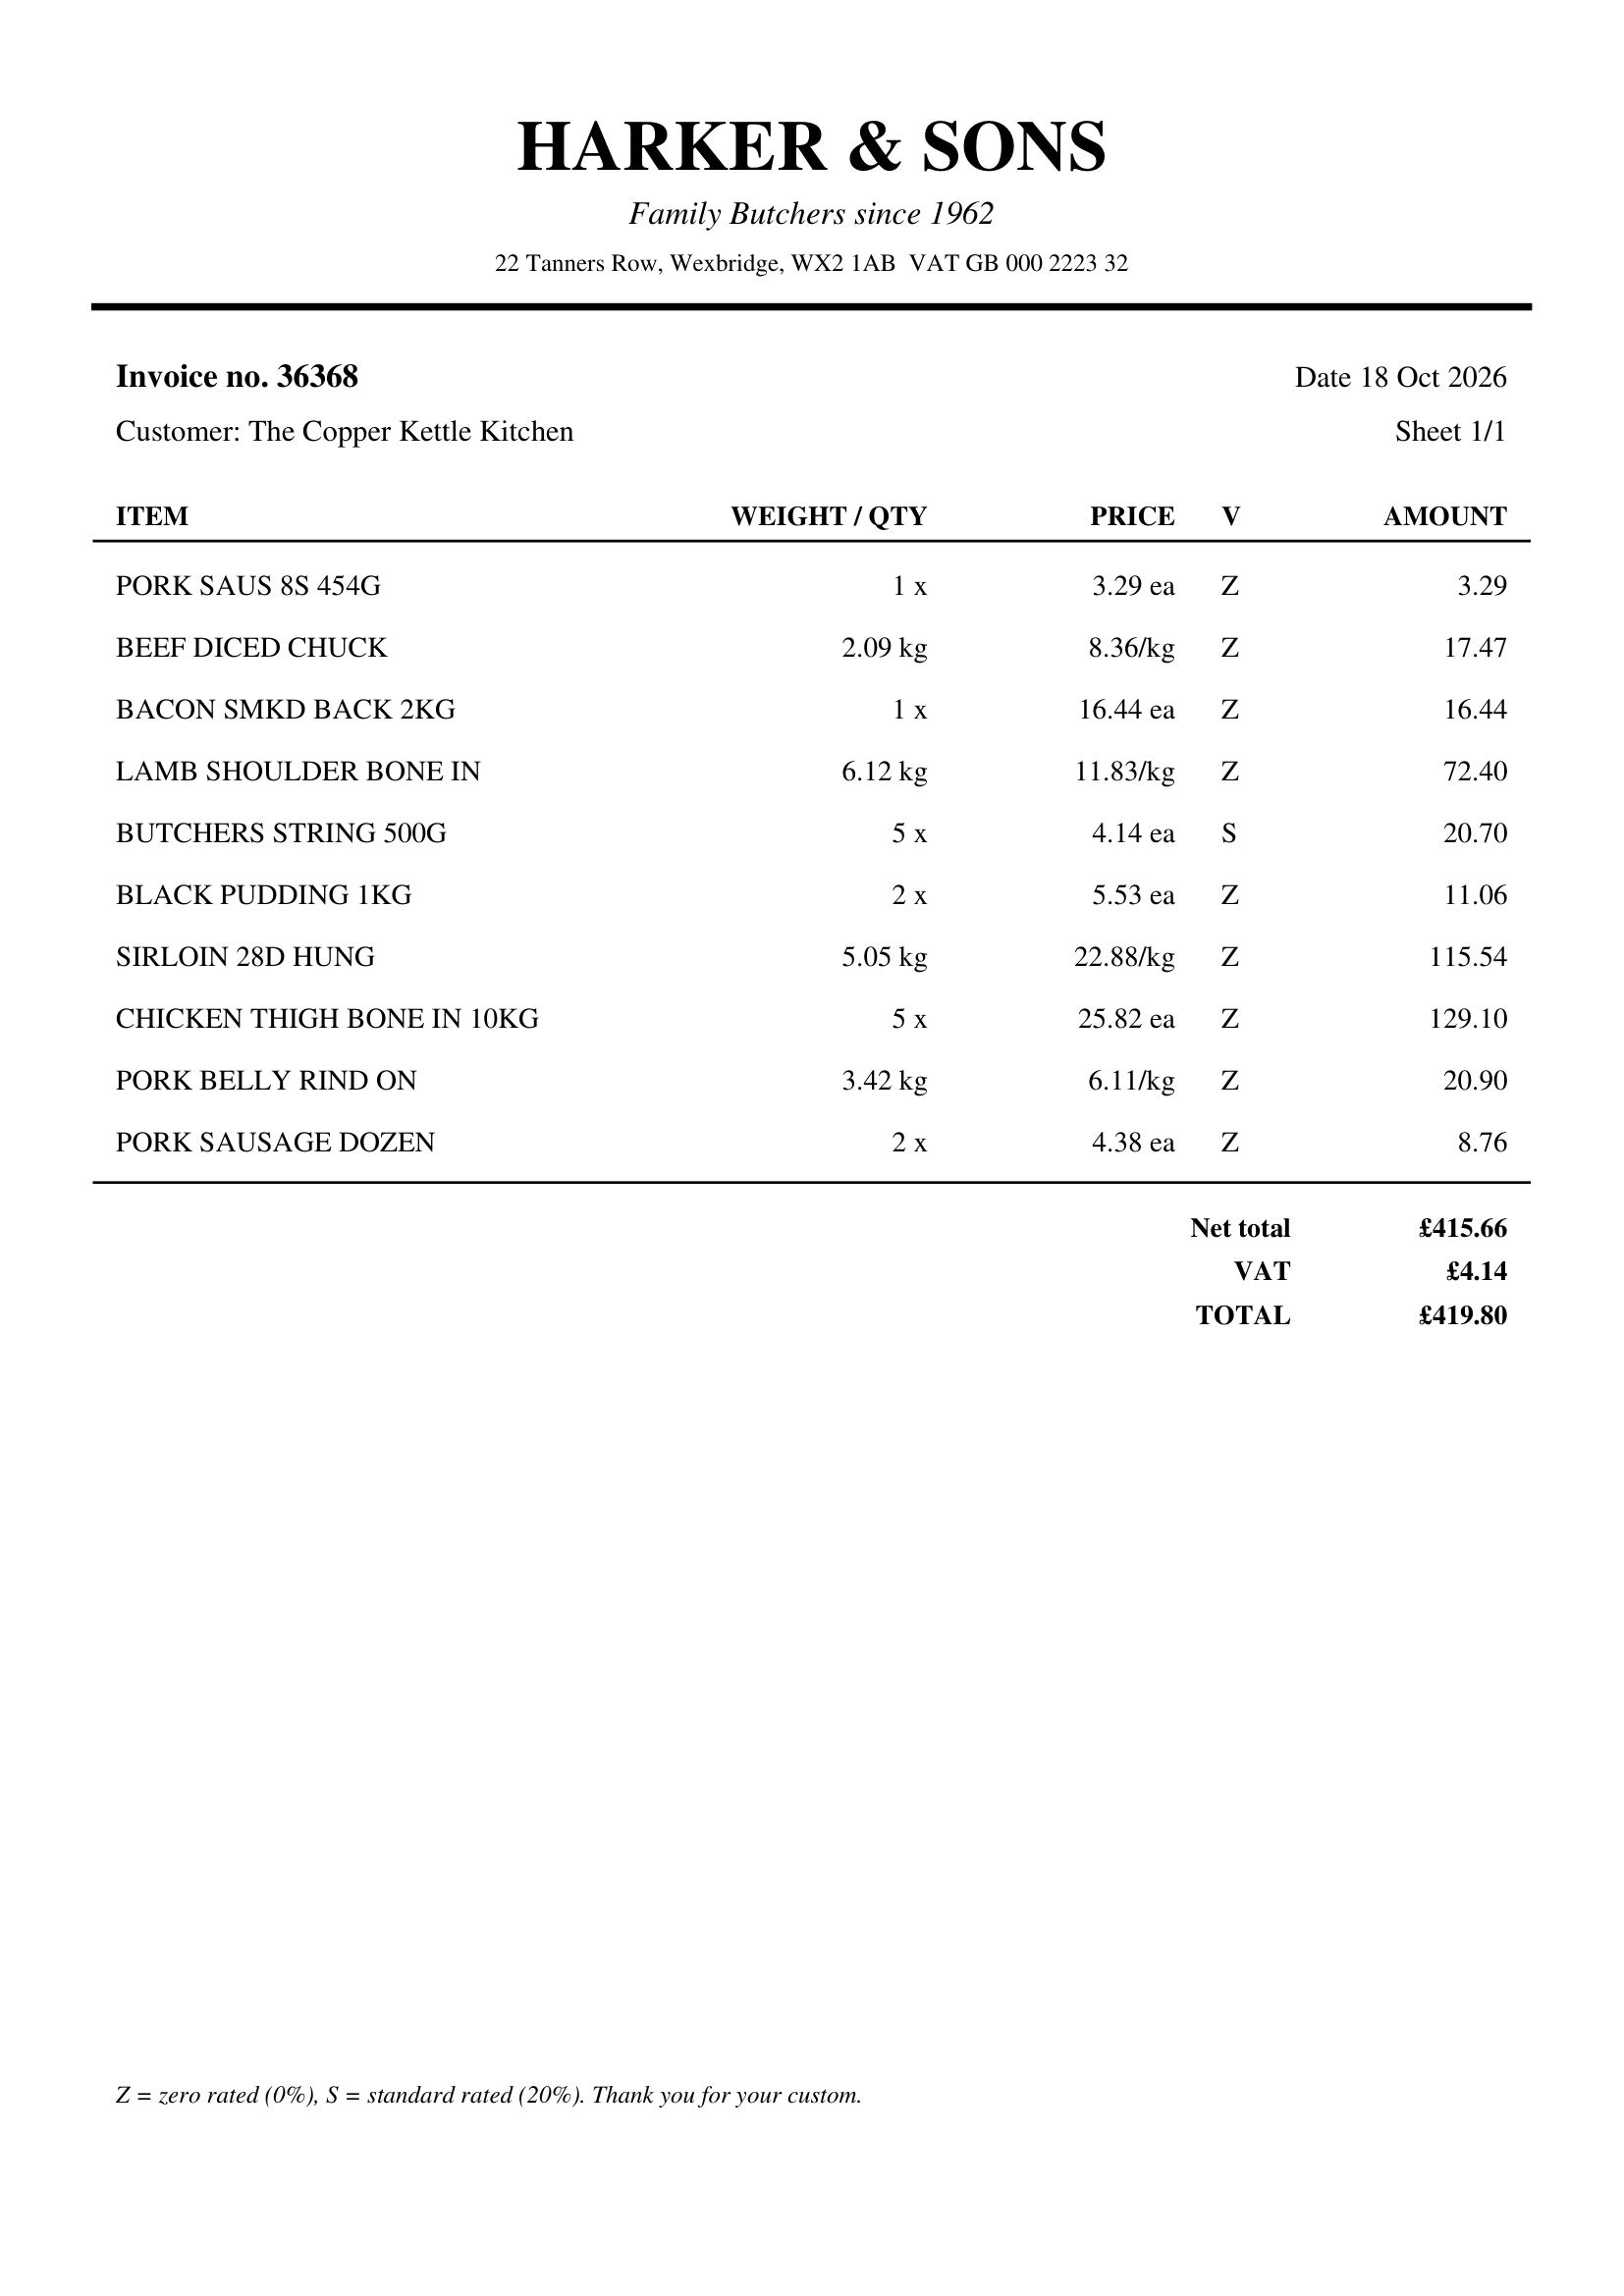 HARKER & SONS
Family Butchers since 1962
22 Tanners Row, Wexbridge, WX2 1AB VAT GB 000 2223 32
Invoice no. 36368 Date 18 Oct 2026
Customer: The Copper Kettle Kitchen Sheet 1/1
ITEM WEIGHT / QTY PRICE V AMOUNT
PORK SAUS 8S 454G 1 x 3.29 ea Z 3.29
BEEF DICED CHUCK 2.09 kg 8.36/kg Z 17.47
BACON SMKD BACK 2KG 1 x 16.44 ea Z 16.44
LAMB SHOULDER BONE IN 6.12 kg 11.83/kg Z 72.40
BUTCHERS STRING 500G 5 x 4.14 ea S 20.70
BLACK PUDDING 1KG 2 x 5.53 ea Z 11.06
SIRLOIN 28D HUNG 5.05 kg 22.88/kg Z 115.54
CHICKEN THIGH BONE IN 10KG 5 x 25.82 ea Z 129.10
PORK BELLY RIND ON 3.42 kg 6.11/kg Z 20.90
PORK SAUSAGE DOZEN 2 x 4.38 ea Z 8.76
Net total £415.66
VAT £4.14
TOTAL £419.80
Z = zero rated (0%), S = standard rated (20%). Thank you for your custom.